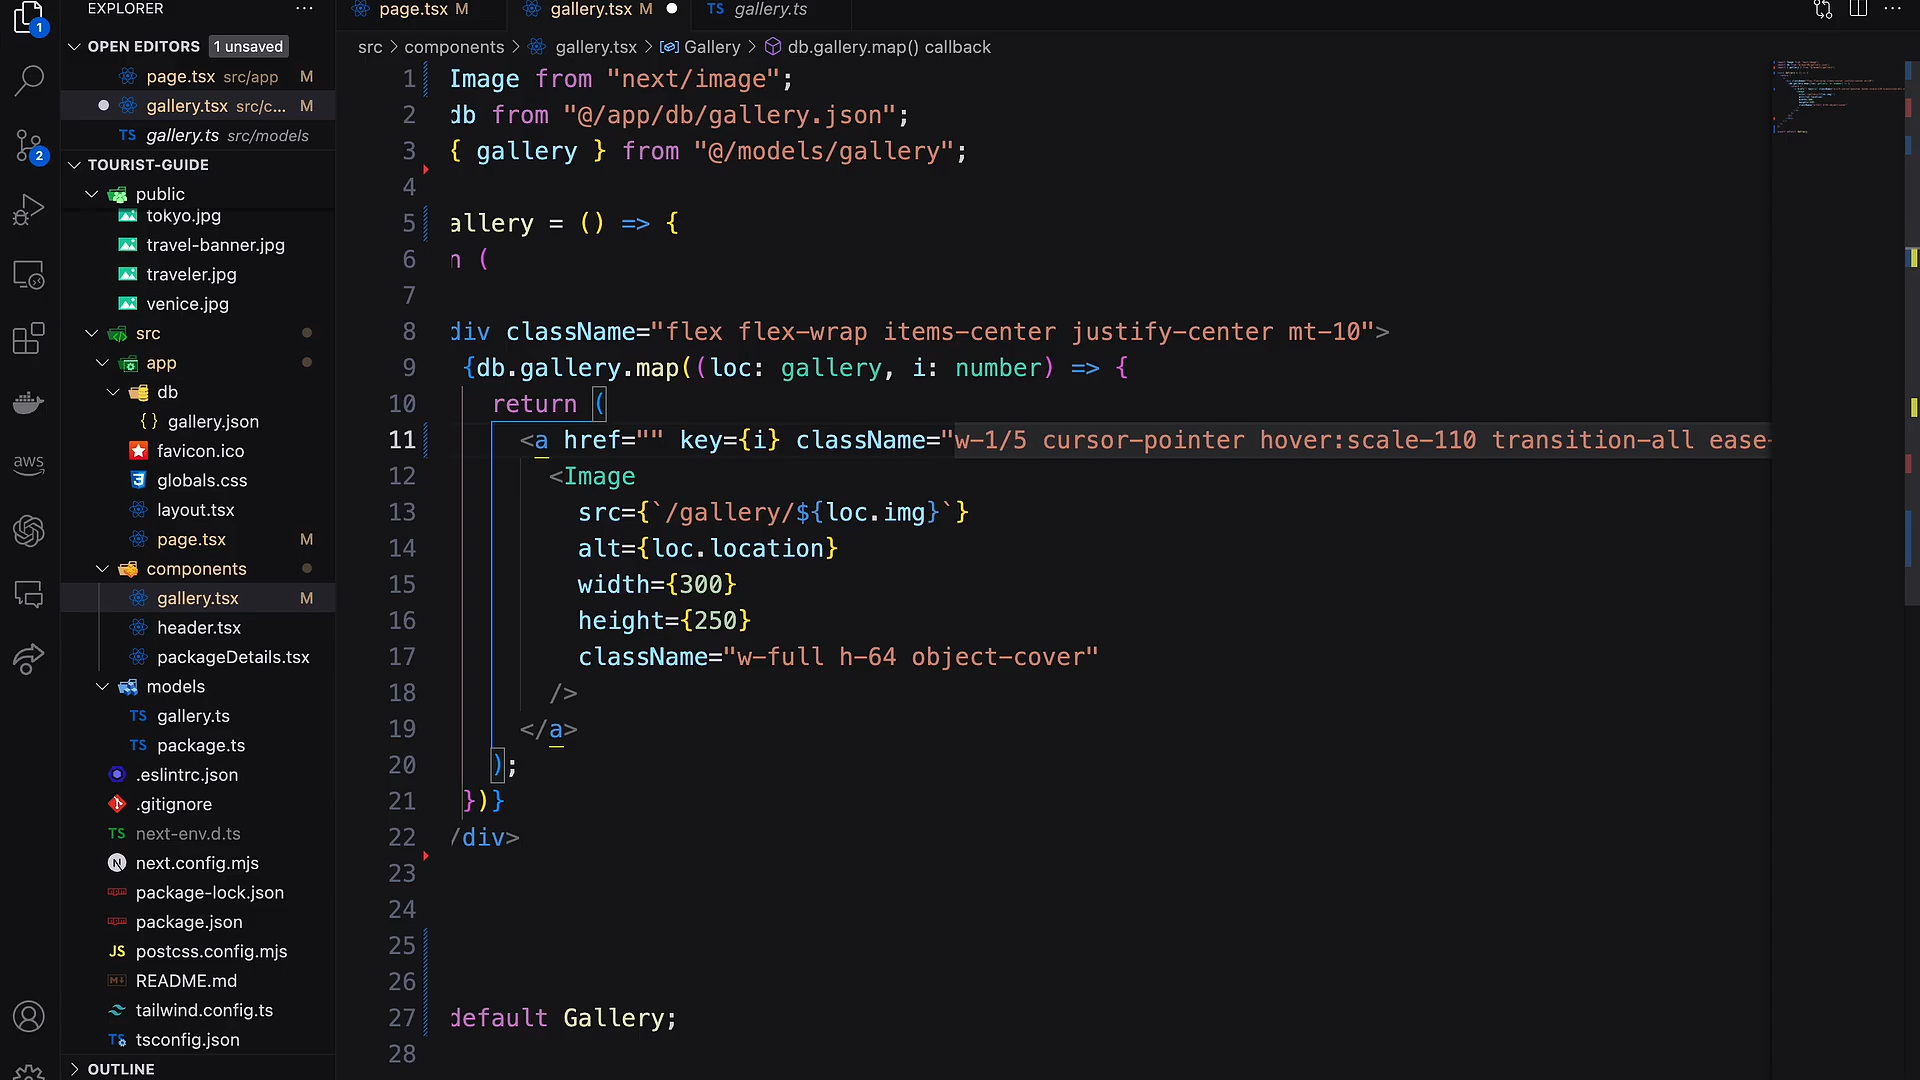 EXPLORER
OPEN EDITORS 1 unsaved
page.tsx src/app M
gallery.tsx src/c... M
TS gallery.ts src/models
TOURIST-GUIDE
public
tokyo.jpg
travel-banner.jpg
traveler.jpg
venice.jpg
src
app
db
{ } gallery.json
favicon.ico
globals.css
layout.tsx
page.tsx M
components
gallery.tsx M
header.tsx
packageDetails.tsx
models
TS gallery.ts
TS package.ts
.eslintrc.json
.gitignore
TS next-env.d.ts
N next.config.mjs
package-lock.json
package.json
JS postcss.config.mjs
README.md
tailwind.config.ts
TS tsconfig.json
OUTLINE
1
2
aws
page.tsx M gallery.tsx M TS gallery.ts
src > components > gallery.tsx > Gallery > db.gallery.map() callback
1 Image from "next/image";
2 db from "@/app/db/gallery.json";
3 { gallery } from "@/models/gallery";
4
5 allery = () => {
6 n (
7
8 div className="flex flex-wrap items-center justify-center mt-10">
9 {db.gallery.map((loc: gallery, i: number) => {
10 return (
11 <a href="" key={i} className="w-1/5 cursor-pointer hover:scale-110 transition-all ease-
12 <Image
13 src={`/gallery/${loc.img}`}
14 alt={loc.location}
15 width={300}
16 height={250}
17 className="w-full h-64 object-cover"
18 />
19 </a>
20 );
21 })}
22 /div>
23
24
25
26
27 default Gallery;
28